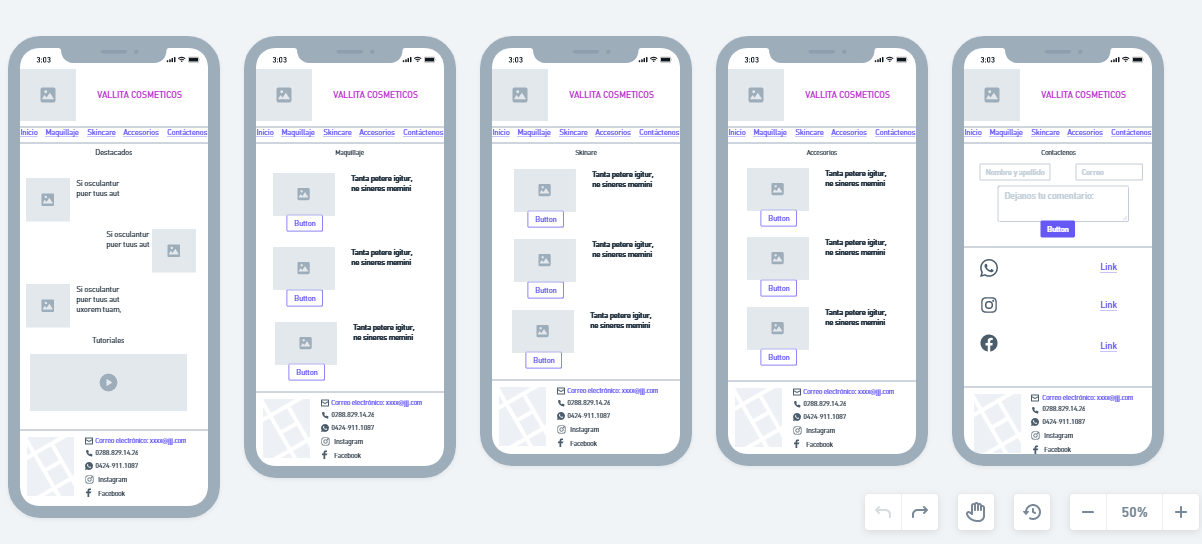 3:03
VALLITA COSMETICOS
Inicio Maquillaje Skincare Accesorios Contáctenos
Destacados
Si osculantur
puer tuus aut
Si osculantur
puer tuus aut
Si osculantur
puer tuus aut
uxorem tuam,
Tutoriales
Correo electrónico: xxxx@jjj.com
0288.829.14.26
0424-911.1087
Instagram
Facebook
3:03
VALLITA COSMETICOS
Inicio Maquillaje Skincare Accesorios Contáctenos
Maquillaje
Tanta petere igitur,
ne sineres memini
Button
Tanta petere igitur,
ne sineres memini
Button
Tanta petere igitur,
ne sineres memini
Button
Correo electrónico: xxxx@jjj.com
0288.829.14.26
0424-911.1087
Instagram
Facebook
3:03
VALLITA COSMETICOS
Inicio Maquillaje Skincare Accesorios Contáctenos
Skinare
Tanta petere igitur,
ne sineres memini
Button
Tanta petere igitur,
ne sineres memini
Button
Tanta petere igitur,
ne sineres memini
Button
Correo electrónico: xxxx@jjj.com
0288.829.14.26
0424-911.1087
Instagram
Facebook
3:03
VALLITA COSMETICOS
Inicio Maquillaje Skincare Accesorios Contáctenos
Accesorios
Tanta petere igitur,
ne sineres memini
Button
Tanta petere igitur,
ne sineres memini
Button
Tanta petere igitur,
ne sineres memini
Button
Correo electrónico: xxxx@jjj.com
0288.829.14.26
0424-911.1087
Instagram
Facebook
3:03
VALLITA COSMETICOS
Inicio Maquillaje Skincare Accesorios Contáctenos
Contactenos
Nombre y apellido Correo
Dejanos tu comentario:
Button
Link
Link
Link
Correo electrónico: xxxx@jjj.com
0288.829.14.26
0424-911.1087
Instagram
Facebook
50%